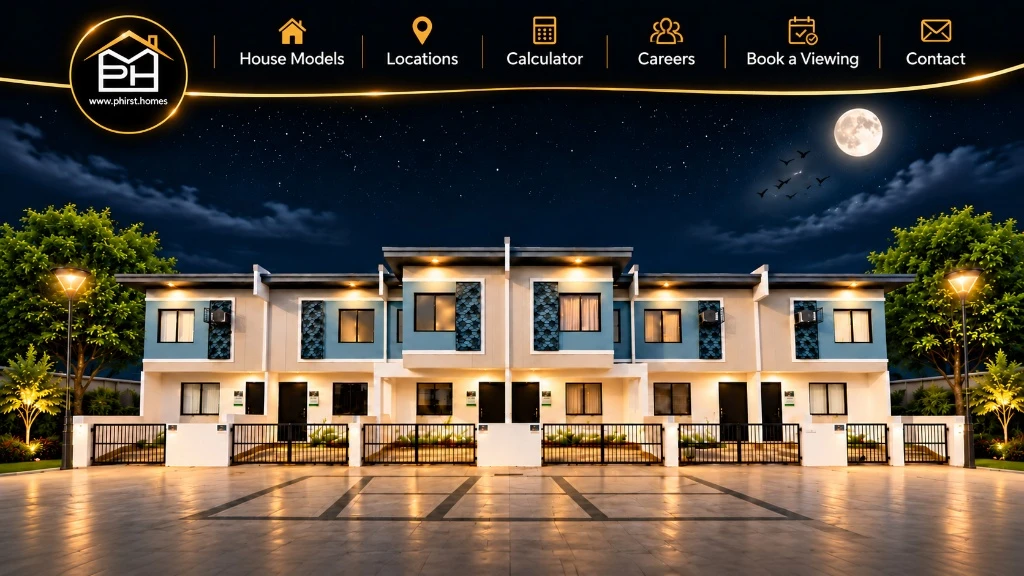 PH
www.phirst.homes
House Models
Locations
Calculator
Careers
Book a Viewing
Contact